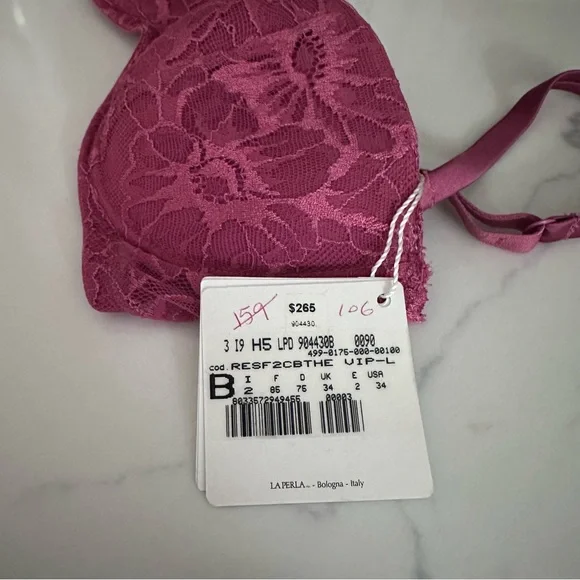 159 $265 106
904430
3 I9 H5 LPD 904430B 0090
499-0175-000-00100
cod. RESF2CBTHE VIP-L
B I F D UK E USA
2 85 75 34 2 34
8033572949455 00003
LA PERLA - Bologna - Italy